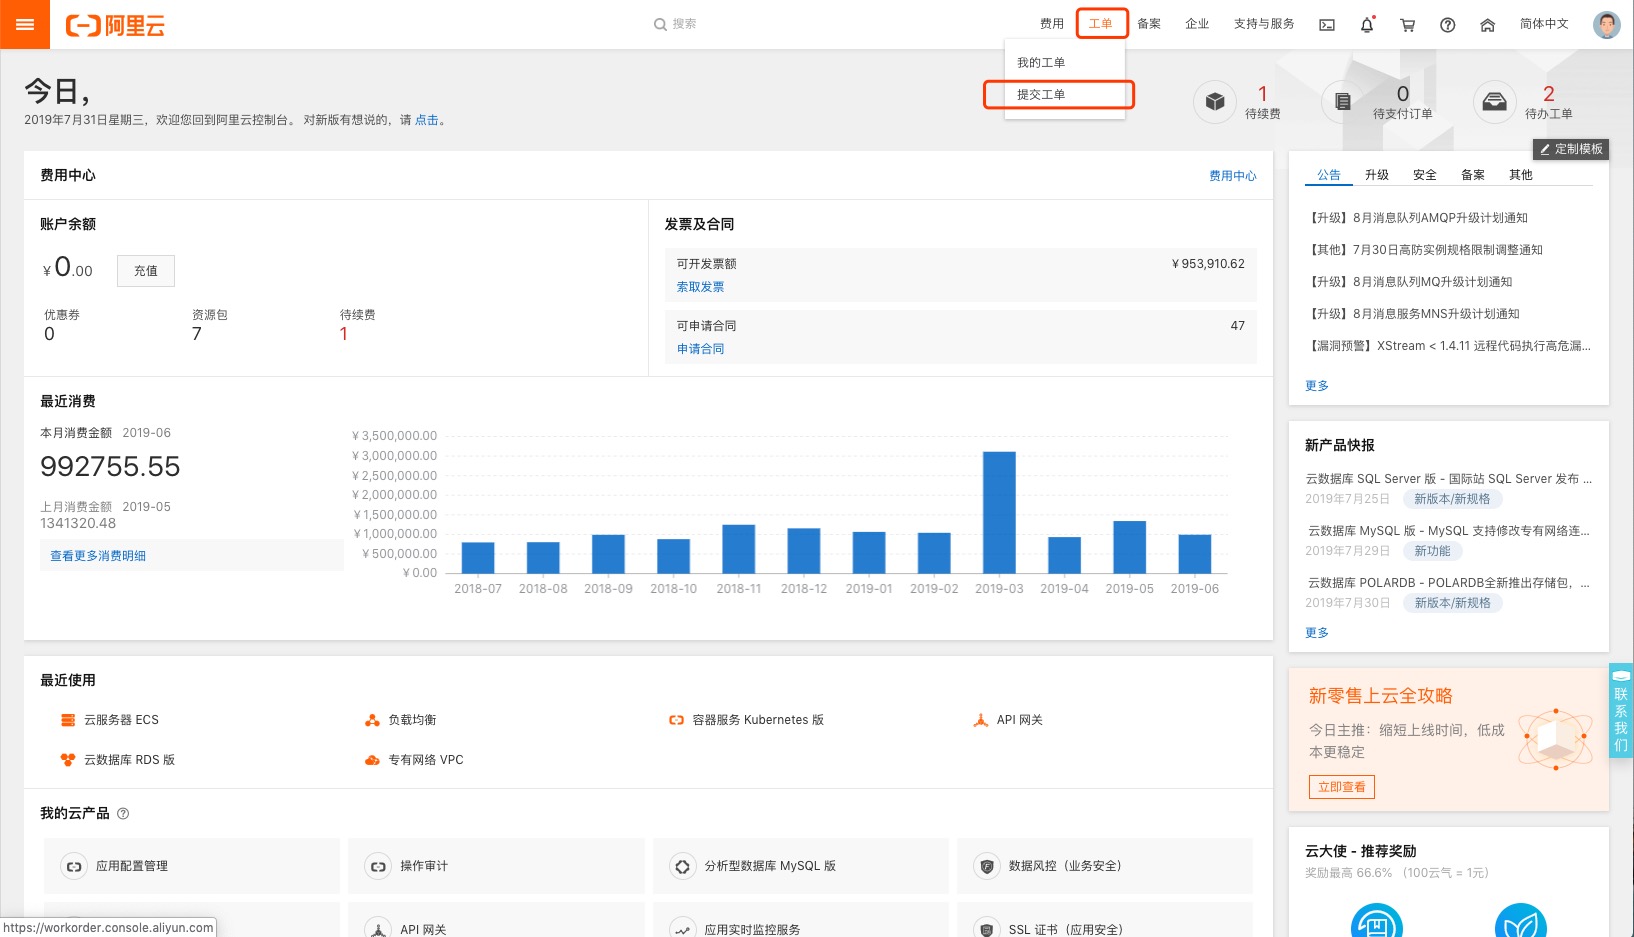 阿里云
搜索
费用
工单
备案
企业
支持与服务
简体中文
我的工单
提交工单
今日，
2019年7月31日星期三，欢迎您回到阿里云控制台。 对新版有想说的，请 点击。
1
待续费
0
待支付订单
2
待办工单
定制模板
费用中心
费用中心
账户余额
¥ 0.00
充值
优惠券
0
资源包
7
待续费
1
发票及合同
可开发票额
¥ 953,910.62
索取发票
可申请合同
47
申请合同
最近消费
本月消费金额 2019-06
992755.55
上月消费金额 2019-05
1341320.48
查看更多消费明细
¥ 3,500,000.00
¥ 3,000,000.00
¥ 2,500,000.00
¥ 2,000,000.00
¥ 1,500,000.00
¥ 1,000,000.00
¥ 500,000.00
¥ 0.00
2018-07 2018-08 2018-09 2018-10 2018-11 2018-12 2019-01 2019-02 2019-03 2019-04 2019-05 2019-06
公告 升级 安全 备案 其他
【升级】8月消息队列AMQP升级计划通知
【其他】7月30日高防实例规格限制调整通知
【升级】8月消息队列MQ升级计划通知
【升级】8月消息服务MNS升级计划通知
【漏洞预警】XStream < 1.4.11 远程代码执行高危漏...
更多
新产品快报
云数据库 SQL Server 版 - 国际站 SQL Server 发布 ...
2019年7月25日 新版本/新规格
云数据库 MySQL 版 - MySQL 支持修改专有网络连...
2019年7月29日 新功能
云数据库 POLARDB - POLARDB全新推出存储包，...
2019年7月30日 新版本/新规格
更多
新零售上云全攻略
今日主推：缩短上线时间，低成
本更稳定
立即查看
联系我们
云大使 - 推荐奖励
奖励最高 66.6% （100云气 = 1元）
最近使用
云服务器 ECS
负载均衡
容器服务 Kubernetes 版
API 网关
云数据库 RDS 版
专有网络 VPC
我的云产品
应用配置管理
操作审计
分析型数据库 MySQL 版
数据风控（业务安全）
API 网关
应用实时监控服务
SSL 证书（应用安全）
https://workorder.console.aliyun.com